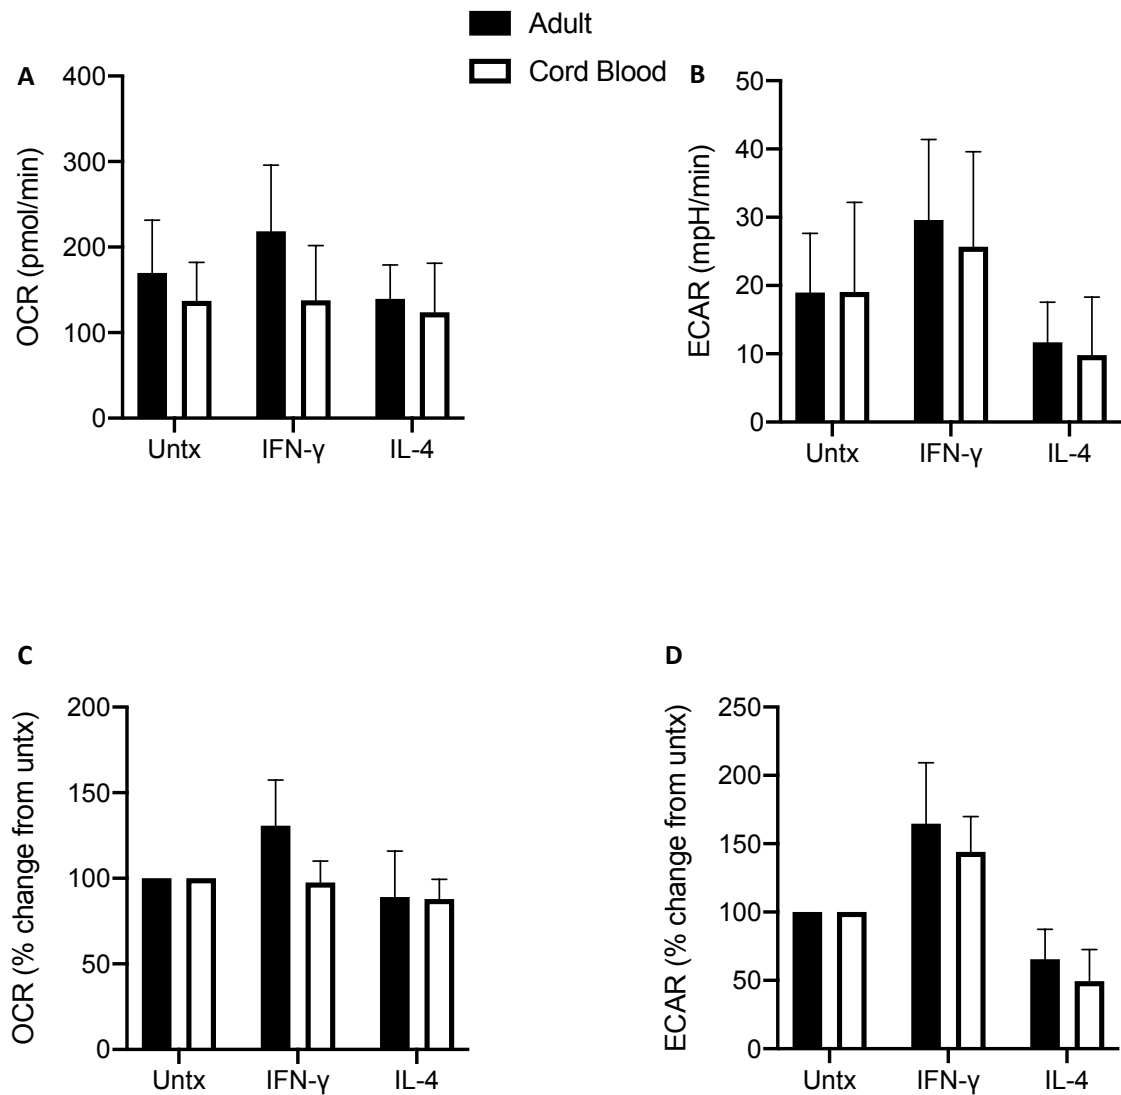 Adult
Cord Blood
A
400
300
200
100
0
OCR (pmol/min)
Untx IFN-γ IL-4
B
50
40
30
20
10
0
ECAR (mpH/min)
Untx IFN-γ IL-4
C
200
150
100
50
0
OCR (% change from untx)
Untx IFN-γ IL-4
D
250
200
150
100
50
0
ECAR (% change from untx)
Untx IFN-γ IL-4